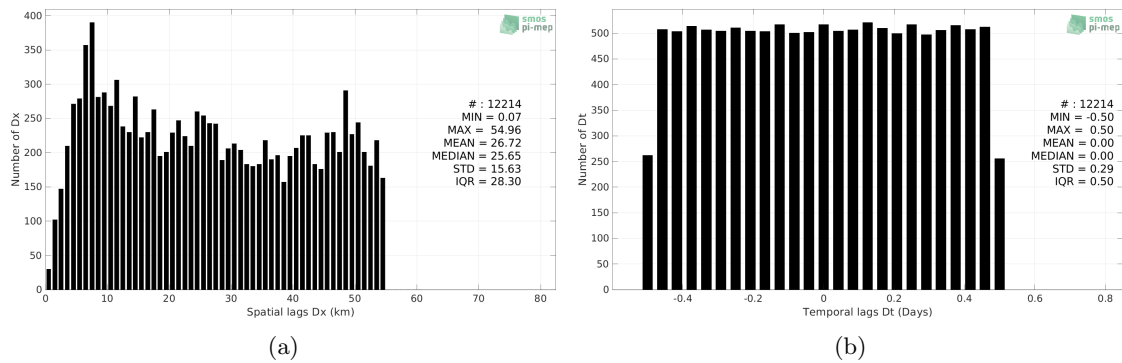 400
350
300
250
200
150
100
50
0
Number of Dx
0 10 20 30 40 50 60 70 80
Spatial lags Dx (km)
smos
pi-mep
# : 12214
MIN = 0.07
MAX = 54.96
MEAN = 26.72
MEDIAN = 25.65
STD = 15.63
IQR = 28.30
(a)
500
450
400
350
300
250
200
150
100
50
0
Number of Dt
-0.4 -0.2 0 0.2 0.4 0.6 0.8
Temporal lags Dt (Days)
smos
pi-mep
# : 12214
MIN = -0.50
MAX = 0.50
MEAN = 0.00
MEDIAN = 0.00
STD = 0.29
IQR = 0.50
(b)